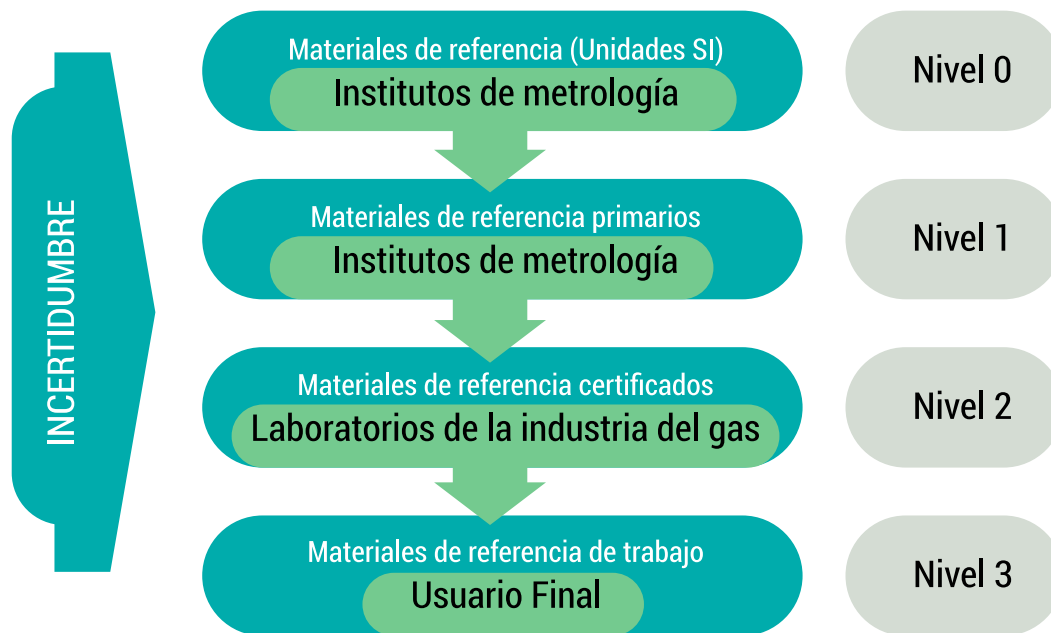 INCERTIDUMBRE
Materiales de referencia (Unidades SI)
Institutos de metrología
Nivel 0
Materiales de referencia primarios
Institutos de metrología
Nivel 1
Materiales de referencia certificados
Laboratorios de la industria del gas
Nivel 2
Materiales de referencia de trabajo
Usuario Final
Nivel 3